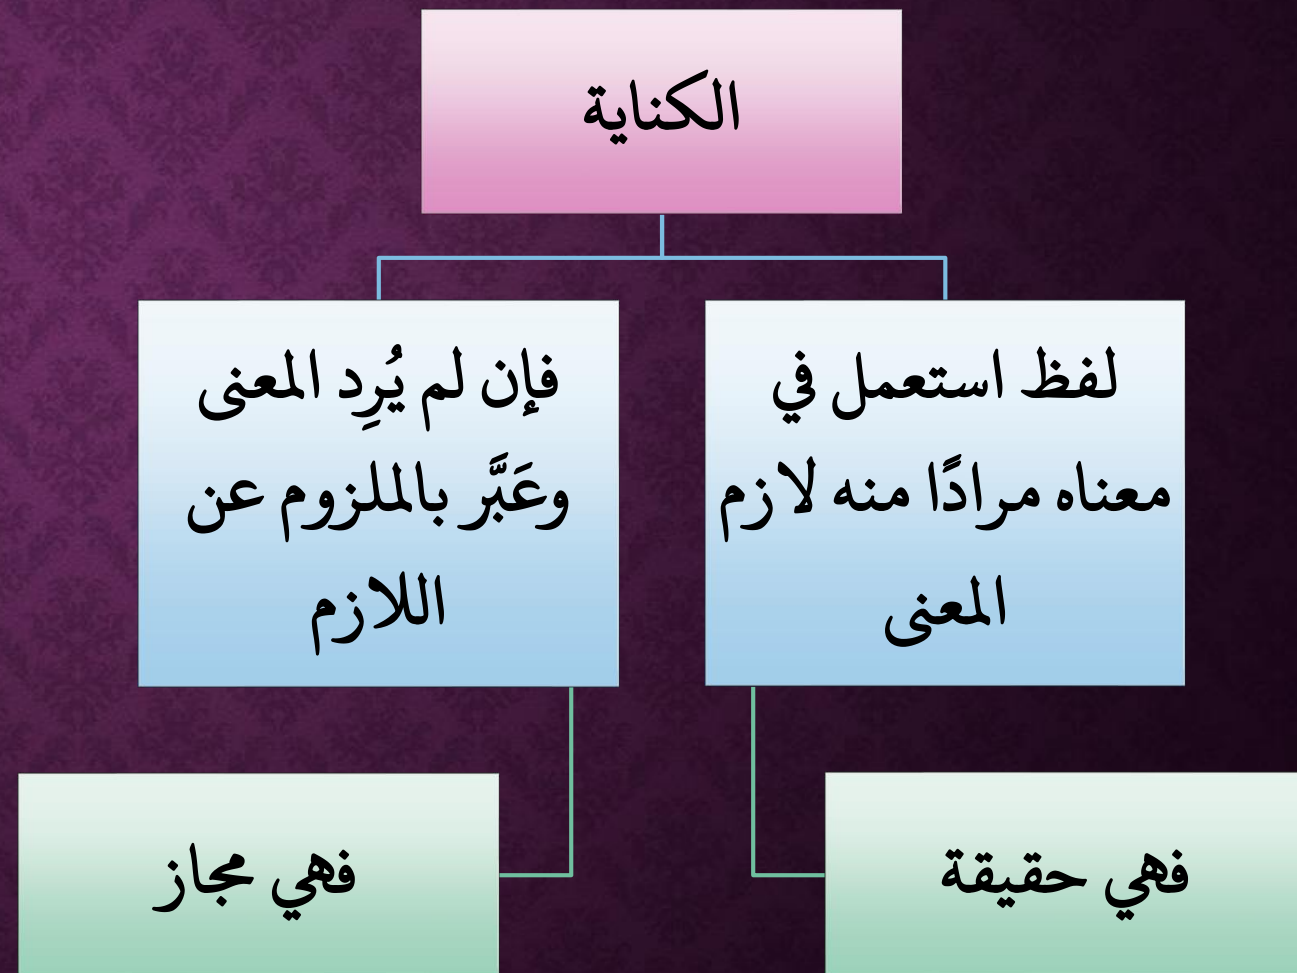 الكناية
لفظ استعمل في
معناه مرادًا منه لازم
المعنى
فهي حقيقة
فإن لم يُرِد المعنى
وعَبَّر بالملزوم عن
اللازم
فهي مجاز